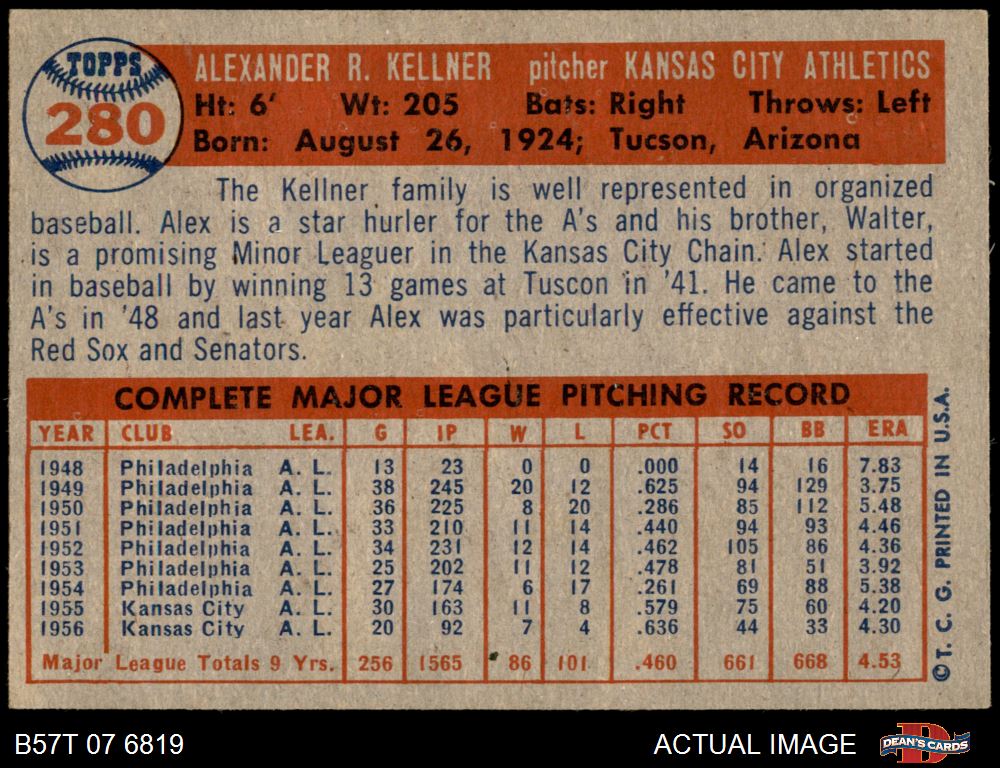 TOPPS
280
ALEXANDER R. KELLNER pitcher KANSAS CITY ATHLETICS
Ht: 6' Wt: 205 Bats: Right Throws: Left
Born: August 26, 1924; Tucson, Arizona
The Kellner family is well represented in organized
baseball. Alex is a star hurler for the A's and his brother, Walter,
is a promising Minor Leaguer in the Kansas City Chain. Alex started
in baseball by winning 13 games at Tuscon in '41. He came to the
A's in '48 and last year Alex was particularly effective against the
Red Sox and Senators.
COMPLETE MAJOR LEAGUE PITCHING RECORD
YEAR CLUB LEA. G IP W L PCT SO BB ERA
1948 Philadelphia A. L. 13 23 0 0 .000 14 16 7.83
1949 Philadelphia A. L. 38 245 20 12 .625 94 129 3.75
1950 Philadelphia A. L. 36 225 8 20 .286 85 112 5.48
1951 Philadelphia A. L. 33 210 11 14 .440 94 93 4.46
1952 Philadelphia A. L. 34 231 12 14 .462 105 86 4.36
1953 Philadelphia A. L. 25 202 11 12 .478 81 51 3.92
1954 Philadelphia A. L. 27 174 6 17 .261 69 88 5.38
1955 Kansas City A. L. 30 163 11 8 .579 75 60 4.20
1956 Kansas City A. L. 20 92 7 4 .636 44 33 4.30
Major League Totals 9 Yrs. 256 1565 86 101 .460 661 668 4.53
© T. C. G. PRINTED IN U.S.A.
B57T 07 6819
ACTUAL IMAGE
DEAN'S CARDS